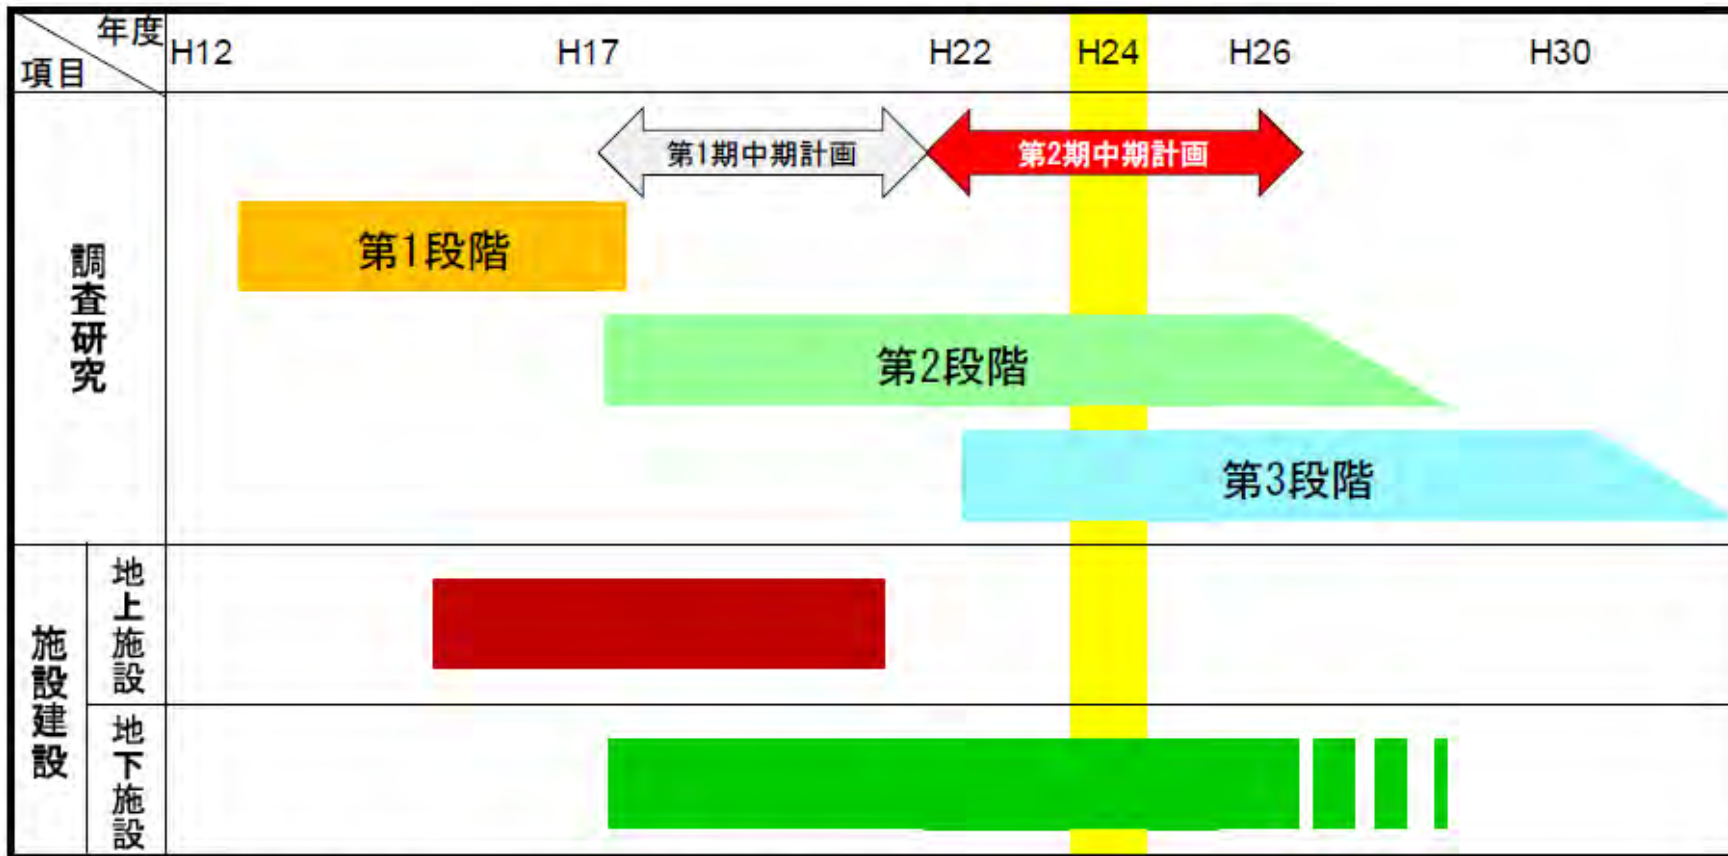 年度
項目
H12 H17 H22 H24 H26 H30
第1期中期計画 第2期中期計画
第1段階
調査研究
第2段階
第3段階
施設建設
地上施設
地下施設